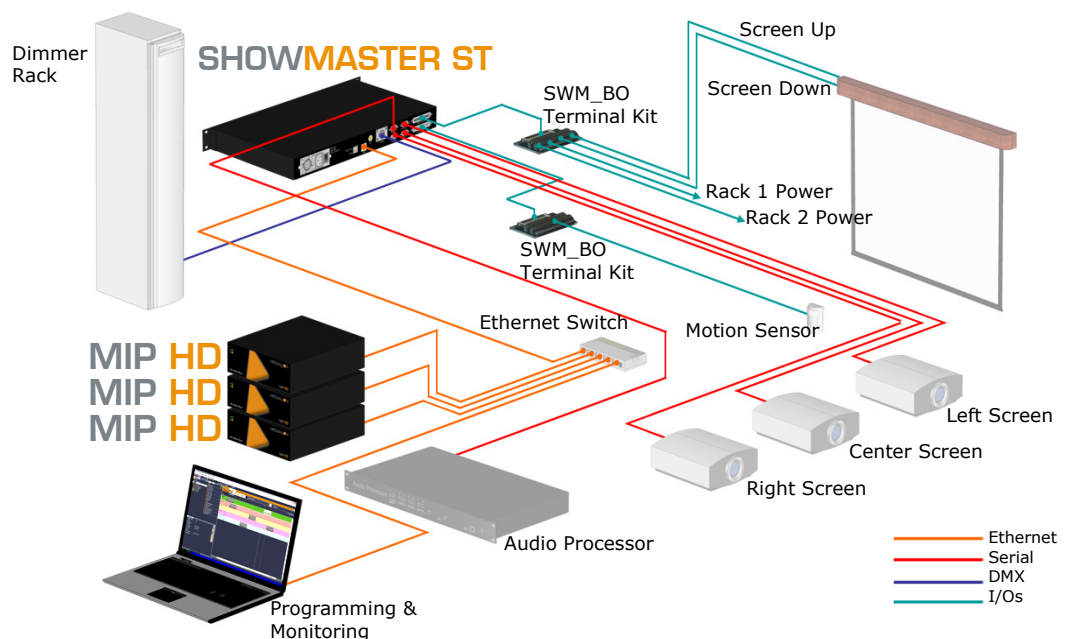 Dimmer
Rack
SHOWMASTER ST
Screen Up
Screen Down
SWM_BO
Terminal Kit
Rack 1 Power
Rack 2 Power
SWM_BO
Terminal Kit
Ethernet Switch
Motion Sensor
MIP HD
MIP HD
MIP HD
Left Screen
Center Screen
Right Screen
Audio Processor
Audio Processor
Programming &
Monitoring
Ethernet
Serial
DMX
I/Os